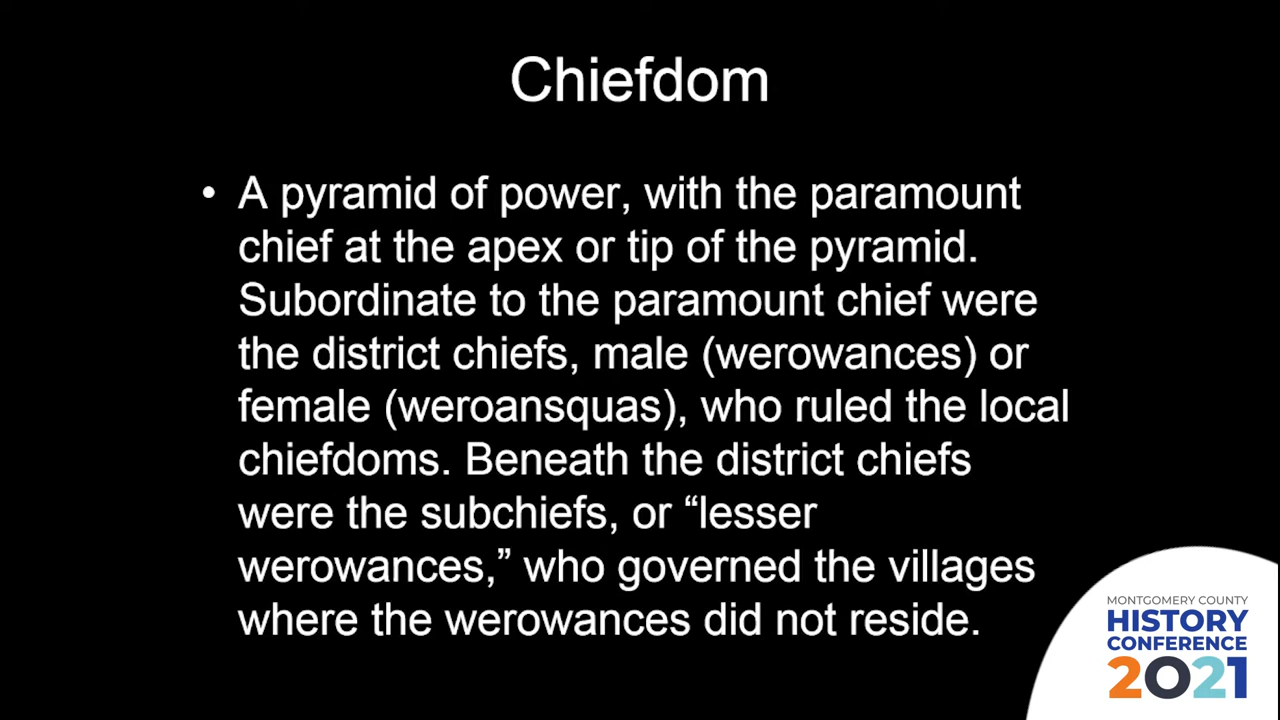 Chiefdom
• A pyramid of power, with the paramount
chief at the apex or tip of the pyramid.
Subordinate to the paramount chief were
the district chiefs, male (werowances) or
female (weroansquas), who ruled the local
chiefdoms. Beneath the district chiefs
were the subchiefs, or “lesser
werowances,” who governed the villages
where the werowances did not reside.
MONTGOMERY COUNTY
HISTORY
CONFERENCE
2021